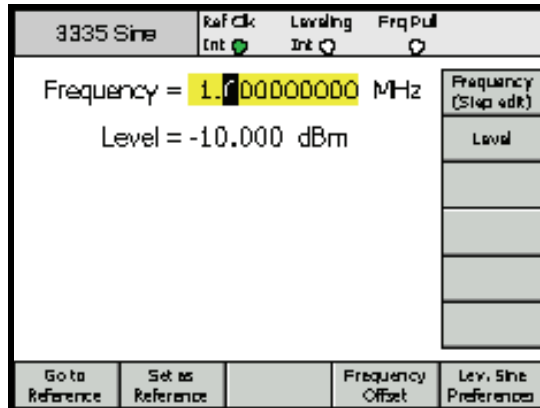 3335 Sine
Ref Clk Leveling Frq Pull
Int Int
Frequency = 1.000000000 MHz
Level = -10.000 dBm
Frequency
(Step edit)
Level
Go to
Reference
Set as
Reference
Frequency
Offset
Lev. Sine
Preferences